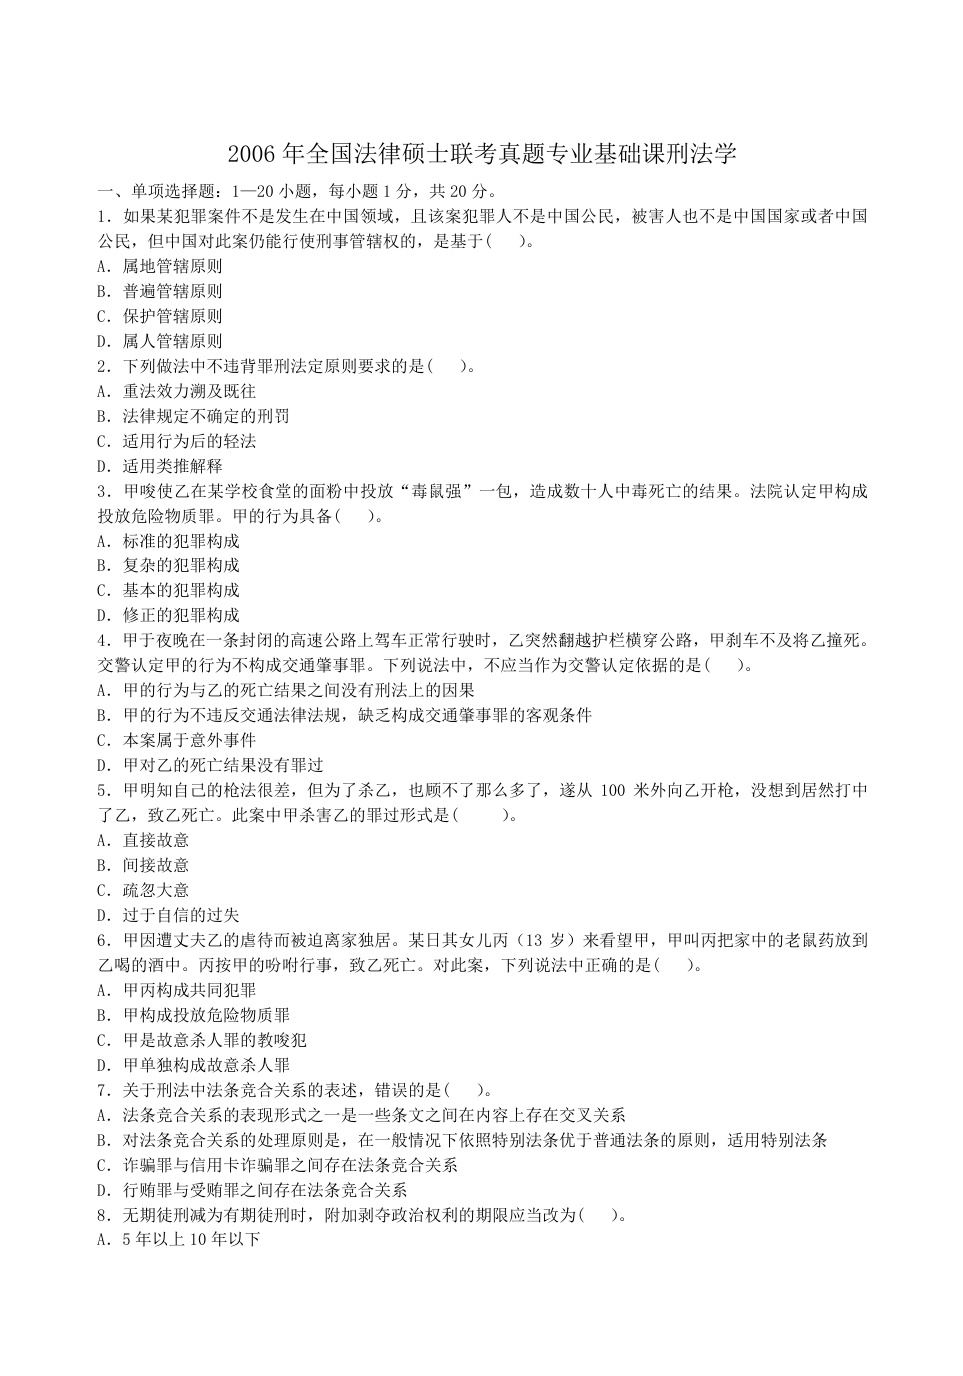 2006 年全国法律硕士联考真题专业基础课刑法学
一、单项选择题：1—20 小题，每小题 1 分，共 20 分。
1．如果某犯罪案件不是发生在中国领域，且该案犯罪人不是中国公民，被害人也不是中国国家或者中国
公民，但中国对此案仍能行使刑事管辖权的，是基于(　　)。
A．属地管辖原则
B．普遍管辖原则
C．保护管辖原则
D．属人管辖原则
2．下列做法中不违背罪刑法定原则要求的是(　　)。
A．重法效力溯及既往
B．法律规定不确定的刑罚
C．适用行为后的轻法
D．适用类推解释
3．甲唆使乙在某学校食堂的面粉中投放“毒鼠强”一包，造成数十人中毒死亡的结果。法院认定甲构成
投放危险物质罪。甲的行为具备(　　)。
A．标准的犯罪构成
B．复杂的犯罪构成
C．基本的犯罪构成
D．修正的犯罪构成
4．甲于夜晚在一条封闭的高速公路上驾车正常行驶时，乙突然翻越护栏横穿公路，甲刹车不及将乙撞死。
交警认定甲的行为不构成交通肇事罪。下列说法中，不应当作为交警认定依据的是(　　)。
A．甲的行为与乙的死亡结果之间没有刑法上的因果
B．甲的行为不违反交通法律法规，缺乏构成交通肇事罪的客观条件
C．本案属于意外事件
D．甲对乙的死亡结果没有罪过
5．甲明知自己的枪法很差，但为了杀乙，也顾不了那么多了，遂从 100 米外向乙开枪，没想到居然打中
了乙，致乙死亡。此案中甲杀害乙的罪过形式是(　　　)。
A．直接故意
B．间接故意
C．疏忽大意
D．过于自信的过失
6．甲因遭丈夫乙的虐待而被迫离家独居。某日其女儿丙（13 岁）来看望甲，甲叫丙把家中的老鼠药放到
乙喝的酒中。丙按甲的吩咐行事，致乙死亡。对此案，下列说法中正确的是(　　)。
A．甲丙构成共同犯罪
B．甲构成投放危险物质罪
C．甲是故意杀人罪的教唆犯
D．甲单独构成故意杀人罪
7．关于刑法中法条竞合关系的表述，错误的是(　　)。
A．法条竞合关系的表现形式之一是一些条文之间在内容上存在交叉关系
B．对法条竞合关系的处理原则是，在一般情况下依照特别法条优于普通法条的原则，适用特别法条
C．诈骗罪与信用卡诈骗罪之间存在法条竞合关系
D．行贿罪与受贿罪之间存在法条竞合关系
8．无期徒刑减为有期徒刑时，附加剥夺政治权利的期限应当改为(　　)。
A．5 年以上 10 年以下